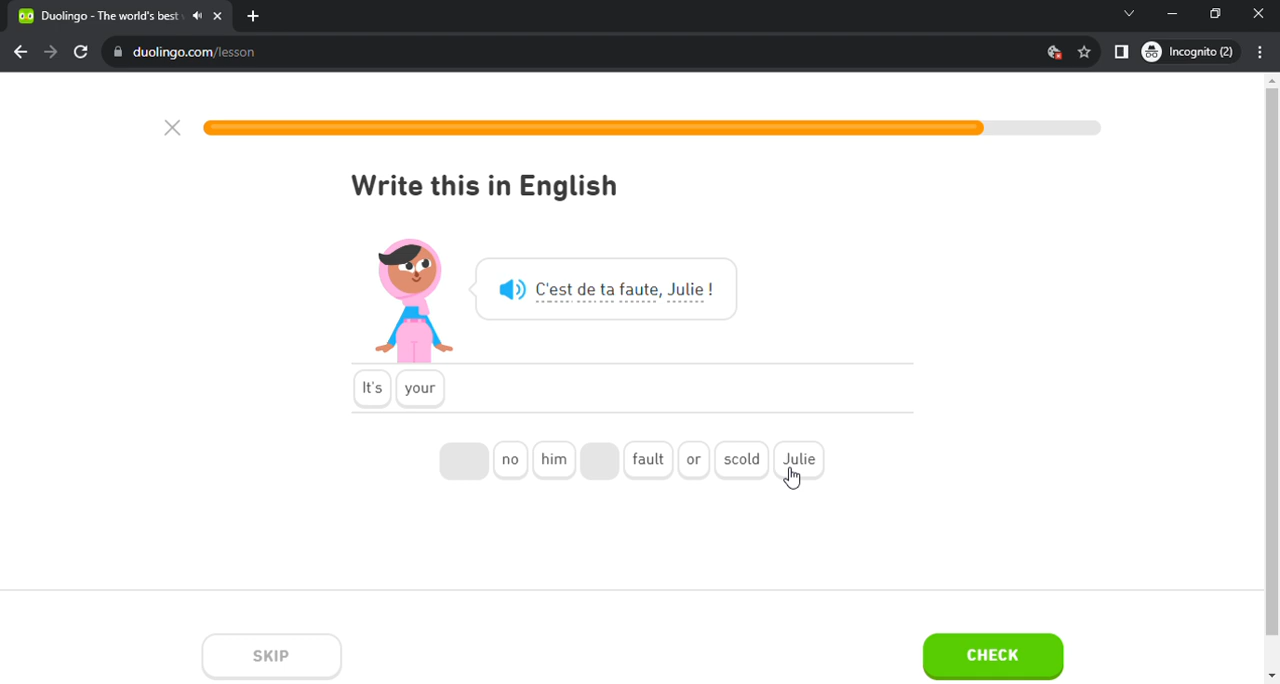 Duolingo - The world's best
duolingo.com/lesson
Incognito (2)
Write this in English
C'est de ta faute, Julie !
It's your
no him fault or scold Julie
SKIP
CHECK